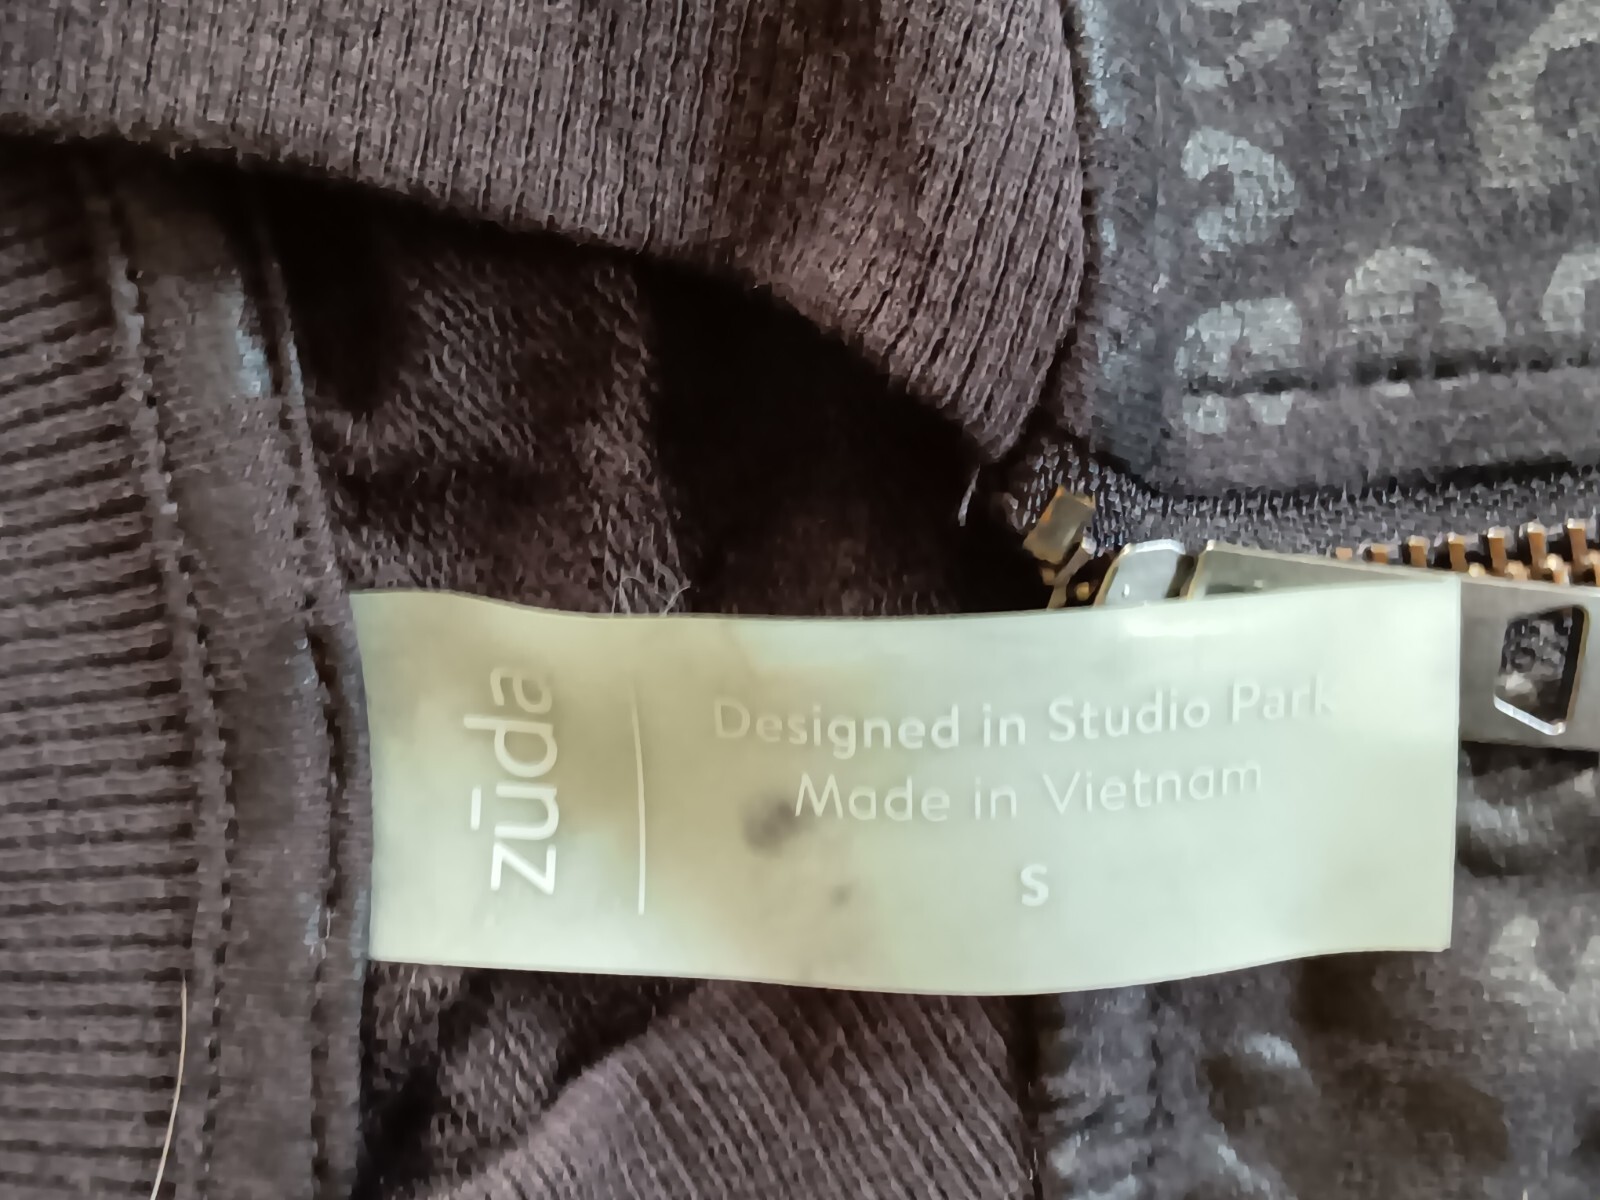 zūda
Designed in Studio Park
Made in Vietnam
S